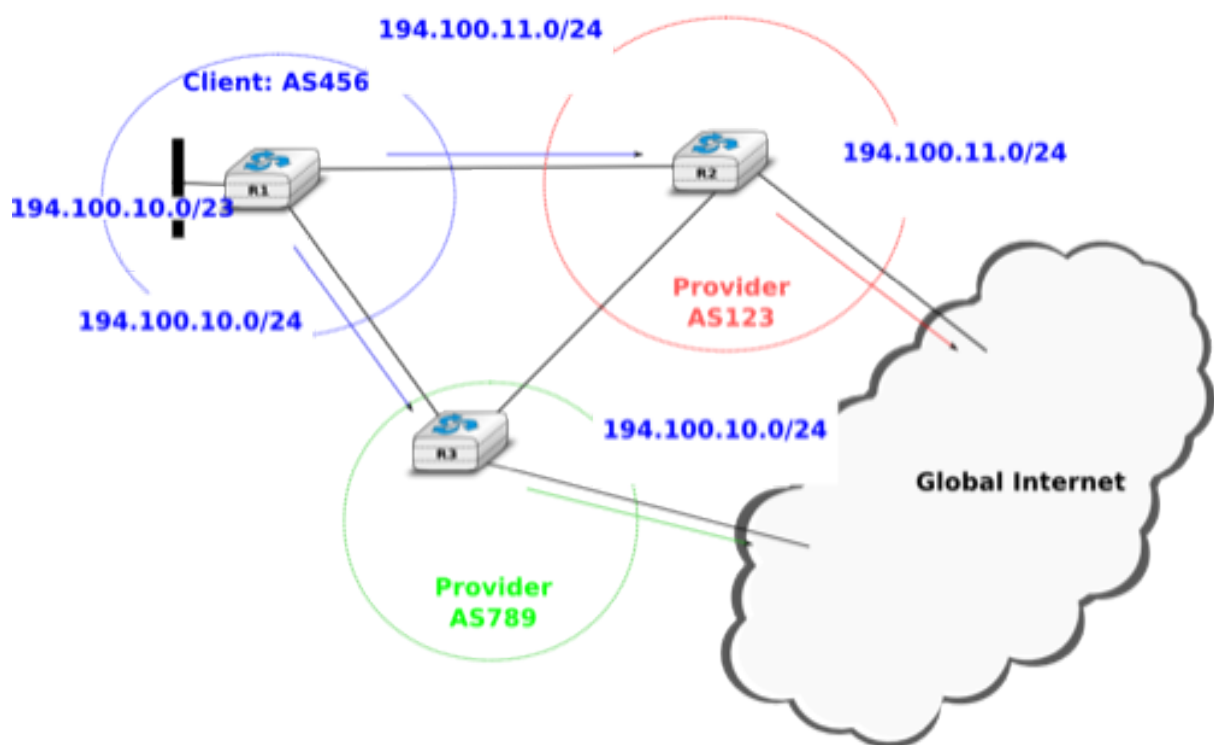 194.100.11.0/24
Client: AS456
194.100.11.0/24
R1
R2
194.100.10.0/23
Provider
AS123
194.100.10.0/24
194.100.10.0/24
R3
Global Internet
Provider
AS789